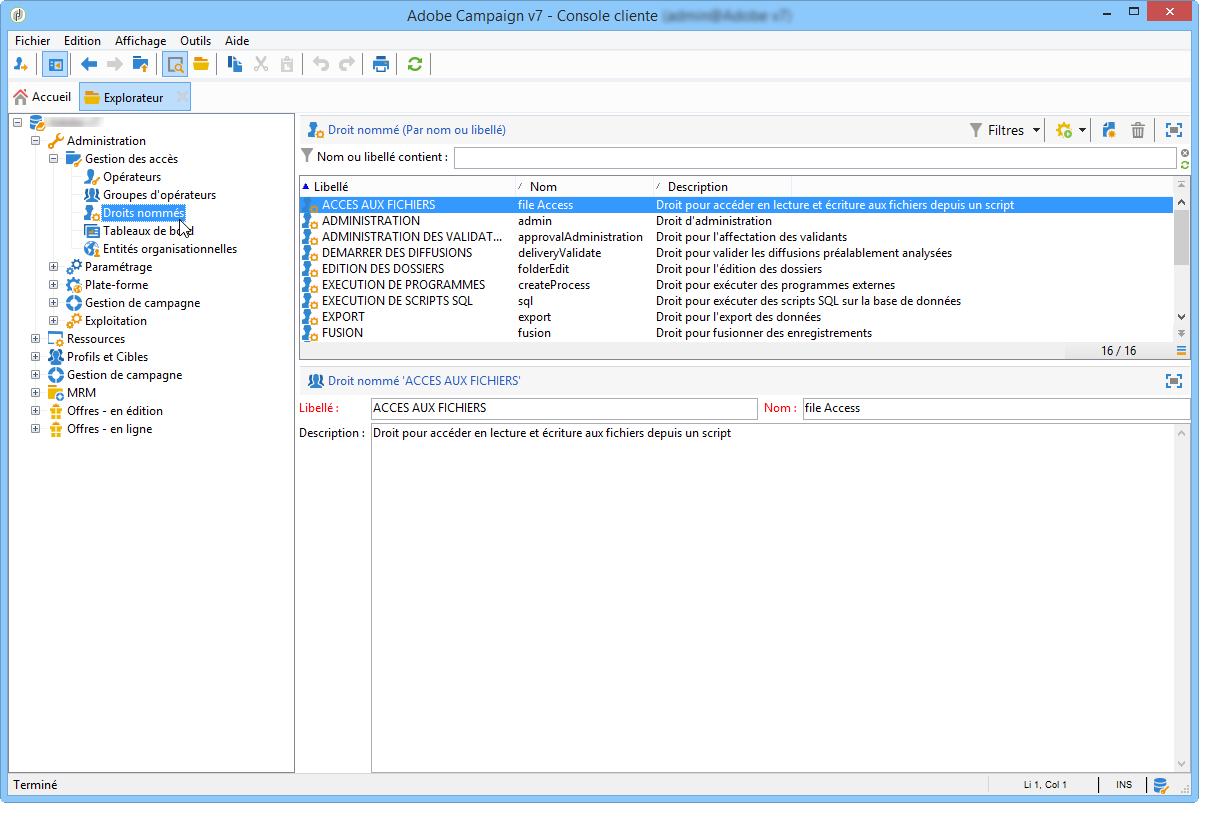 Adobe Campaign v7 - Console cliente (admin@Adobe v7)
Fichier Edition Affichage Outils Aide
Accueil Explorateur
Adobe v7
Administration
Gestion des accès
Opérateurs
Groupes d'opérateurs
Droits nommés
Tableaux de bord
Entités organisationnelles
Paramétrage
Plate-forme
Gestion de campagne
Exploitation
Ressources
Profils et Cibles
Gestion de campagne
MRM
Offres - en édition
Offres - en ligne
Droit nommé (Par nom ou libellé) Filtres
Nom ou libellé contient :
Libellé Nom Description
ACCES AUX FICHIERS file Access Droit pour accéder en lecture et écriture aux fichiers depuis un script
ADMINISTRATION admin Droit d'administration
ADMINISTRATION DES VALIDAT... approvalAdministration Droit pour l'affectation des validants
DEMARRER DES DIFFUSIONS deliveryValidate Droit pour valider les diffusions préalablement analysées
EDITION DES DOSSIERS folderEdit Droit pour l'édition des dossiers
EXECUTION DE PROGRAMMES createProcess Droit pour exécuter des programmes externes
EXECUTION DE SCRIPTS SQL sql Droit pour exécuter des scripts SQL sur la base de données
EXPORT export Droit pour l'export des données
FUSION fusion Droit pour fusionner des enregistrements
16 / 16
Droit nommé 'ACCES AUX FICHIERS'
Libellé : ACCES AUX FICHIERS Nom : file Access
Description : Droit pour accéder en lecture et écriture aux fichiers depuis un script
Terminé Li 1, Col 1 INS